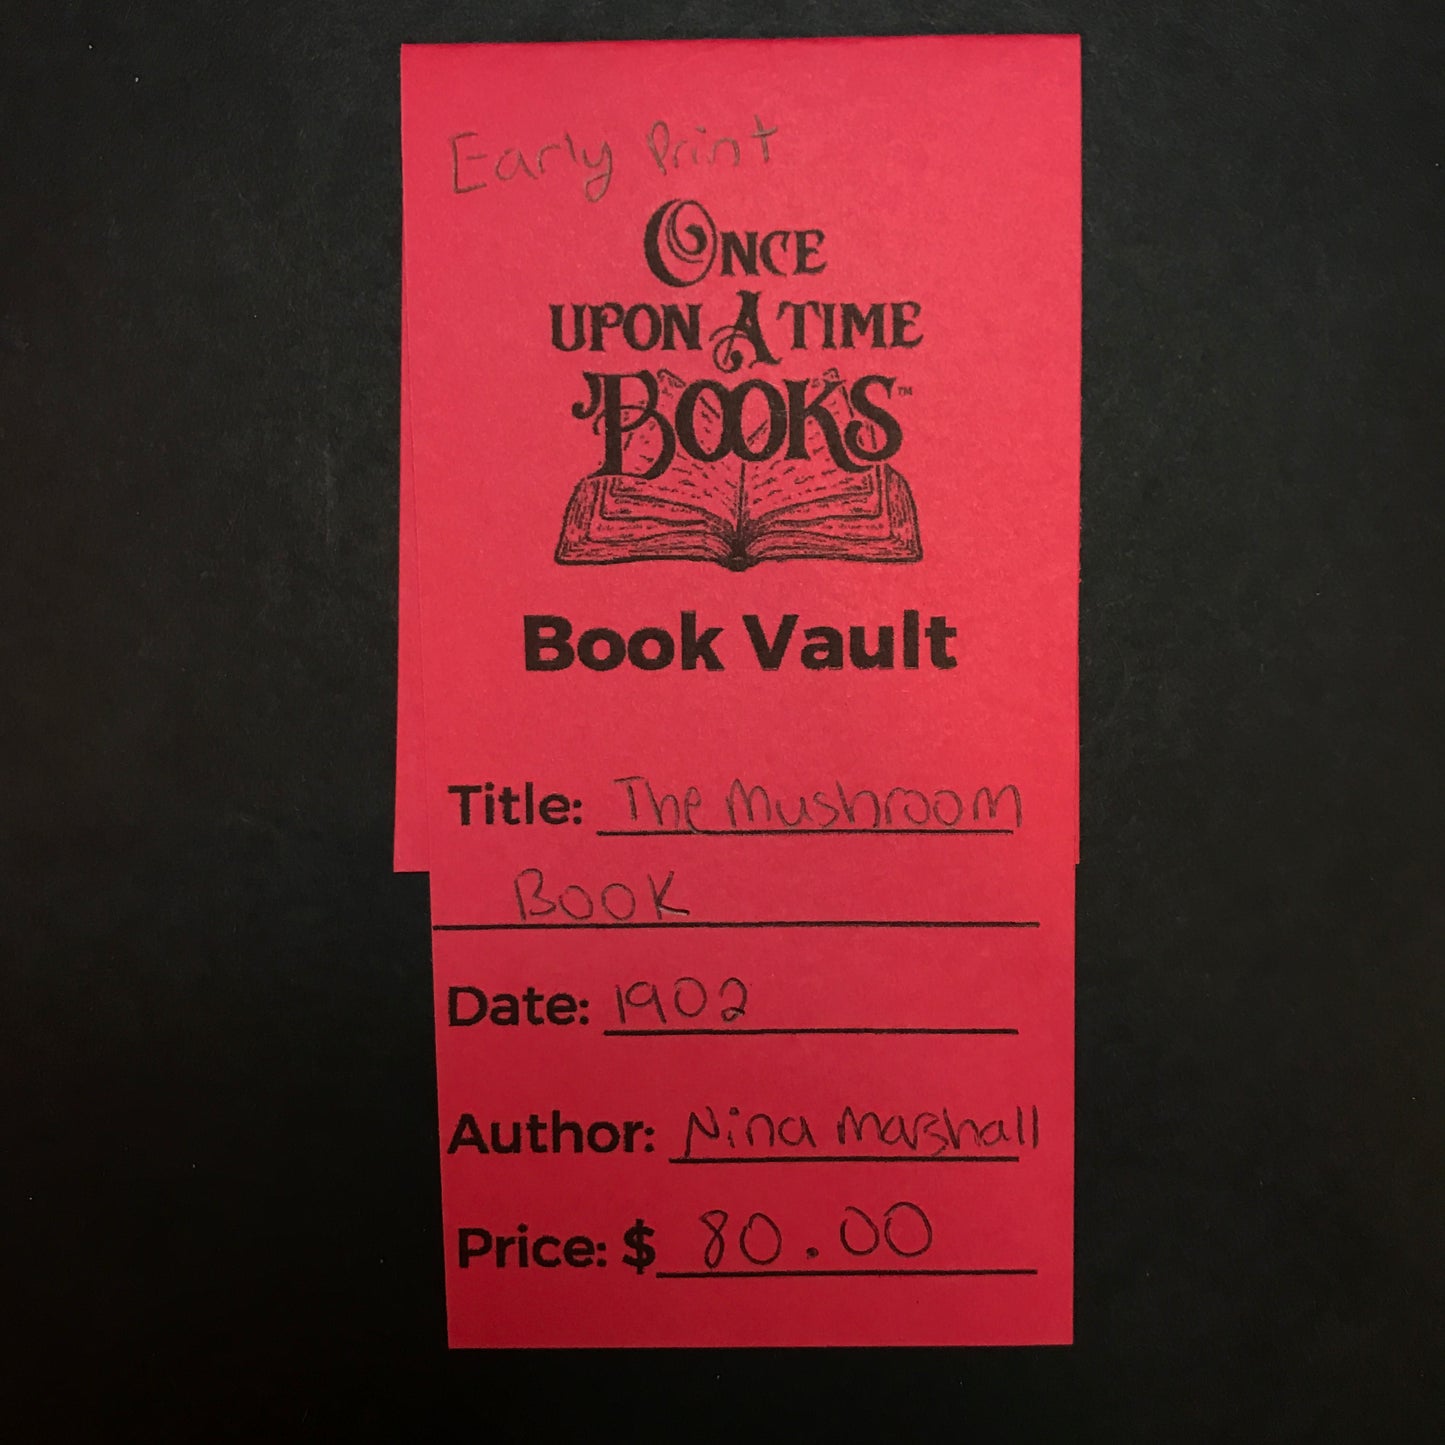 Early Print
ONCE
UPON A TIME
BOOKS™
Book Vault
Title: The Mushroom
Book
Date: 1902
Author: Nina Marshall
Price: $ 80.00